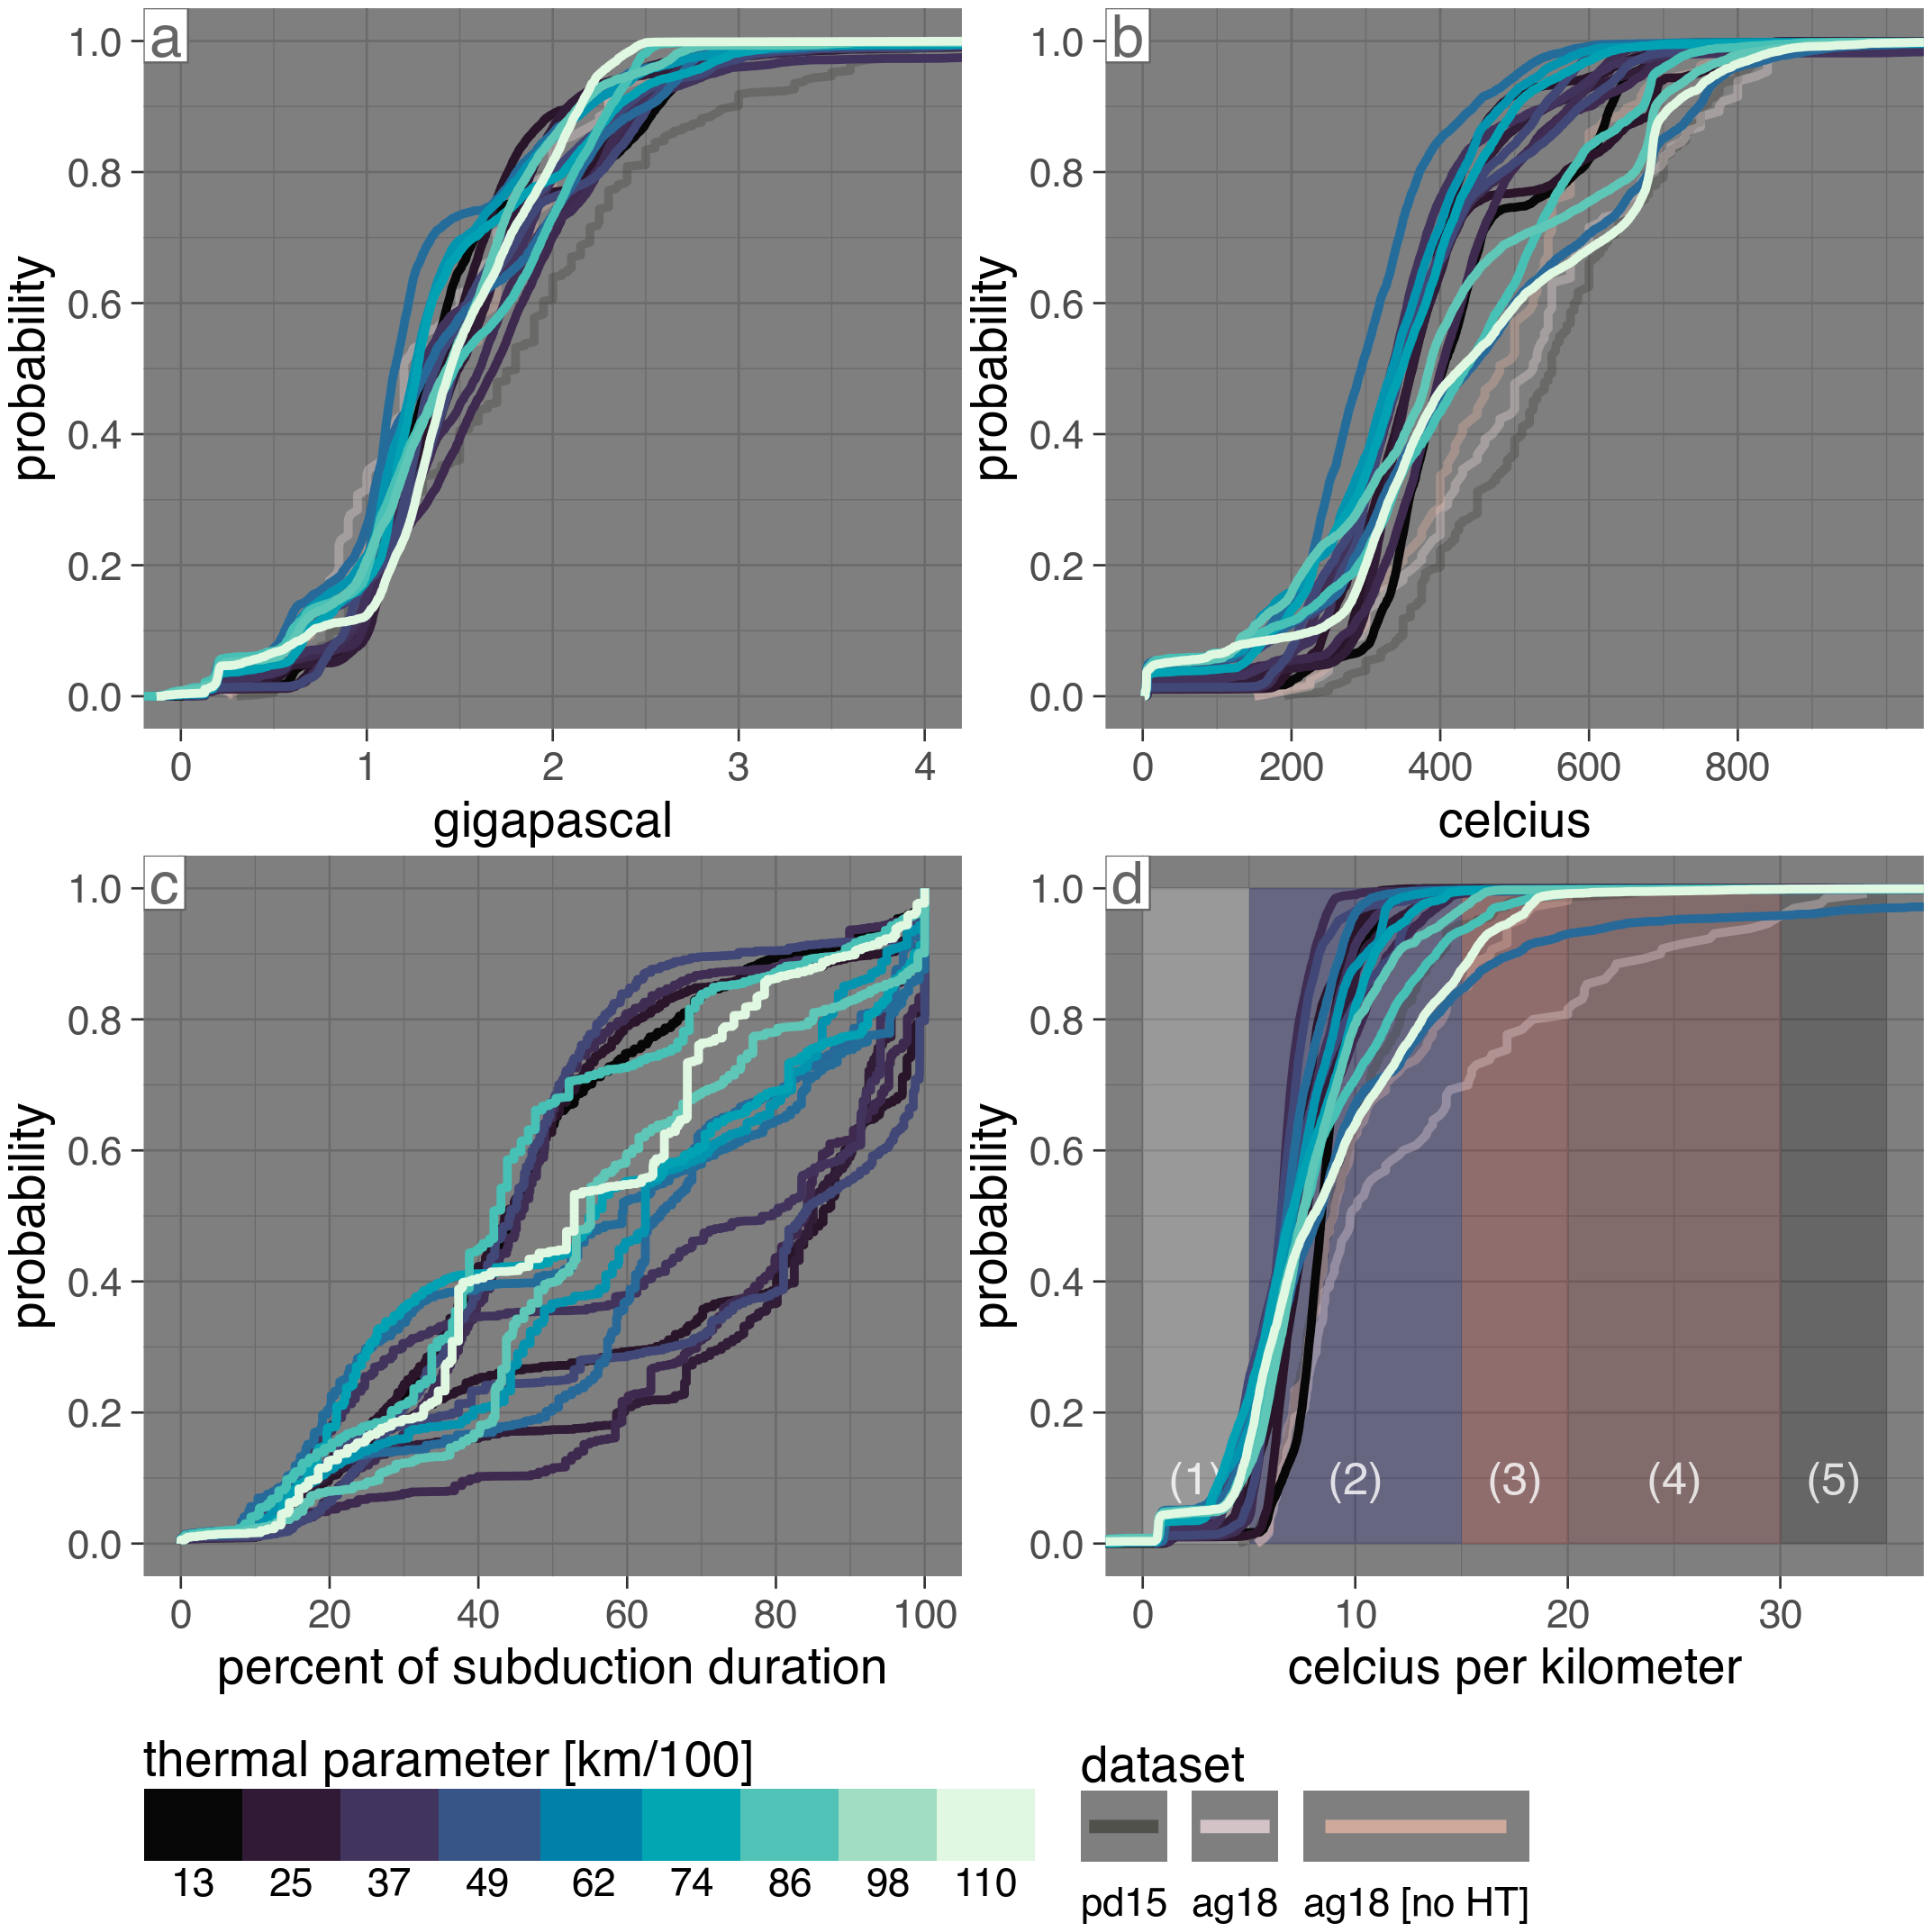 a
b
1.0
0.8
0.6
0.4
0.2
0.0
probability
0 1 2 3 4
gigapascal
1.0
0.8
0.6
0.4
0.2
0.0
probability
0 200 400 600 800
celcius
c
d
1.0
0.8
0.6
0.4
0.2
0.0
probability
0 20 40 60 80 100
percent of subduction duration
1.0
0.8
0.6
0.4
0.2
0.0
probability
(1) (2) (3) (4) (5)
0 10 20 30
celcius per kilometer
thermal parameter [km/100]
13 25 37 49 62 74 86 98 110
dataset
pd15 ag18 ag18 [no HT]